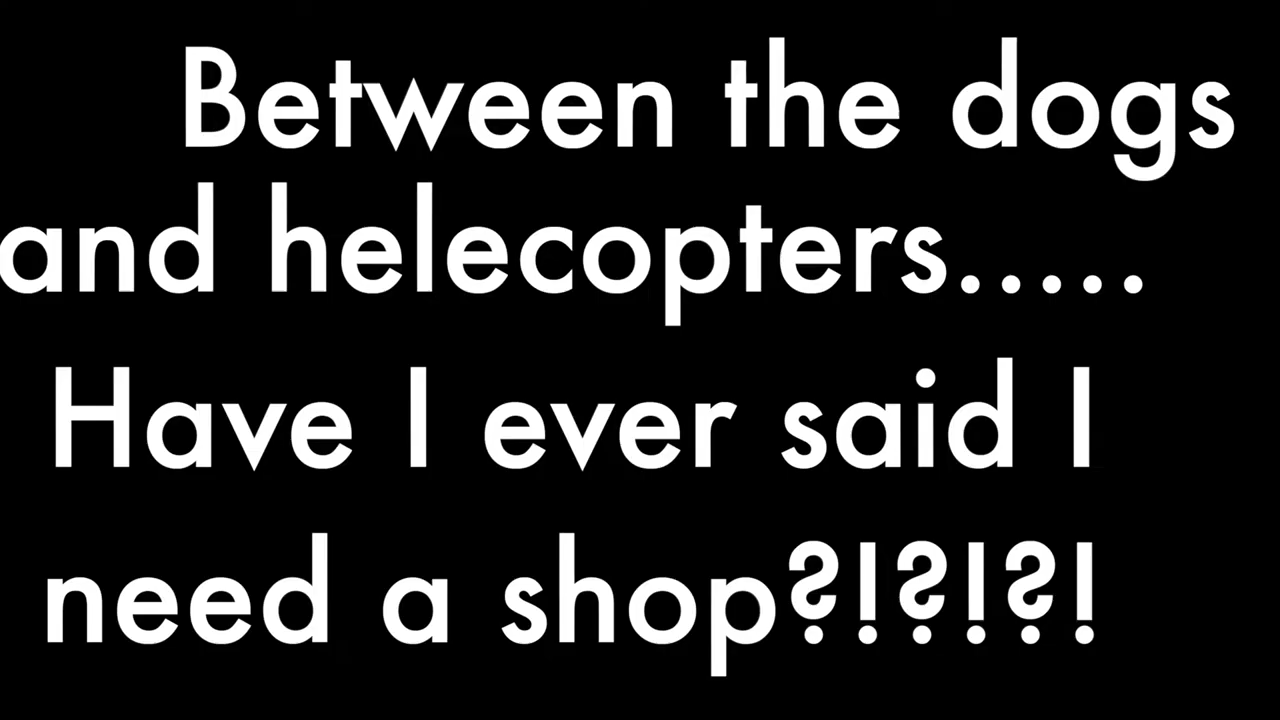 Between the dogs
and helecopters.....
Have I ever said I
need a shop?!?!?!